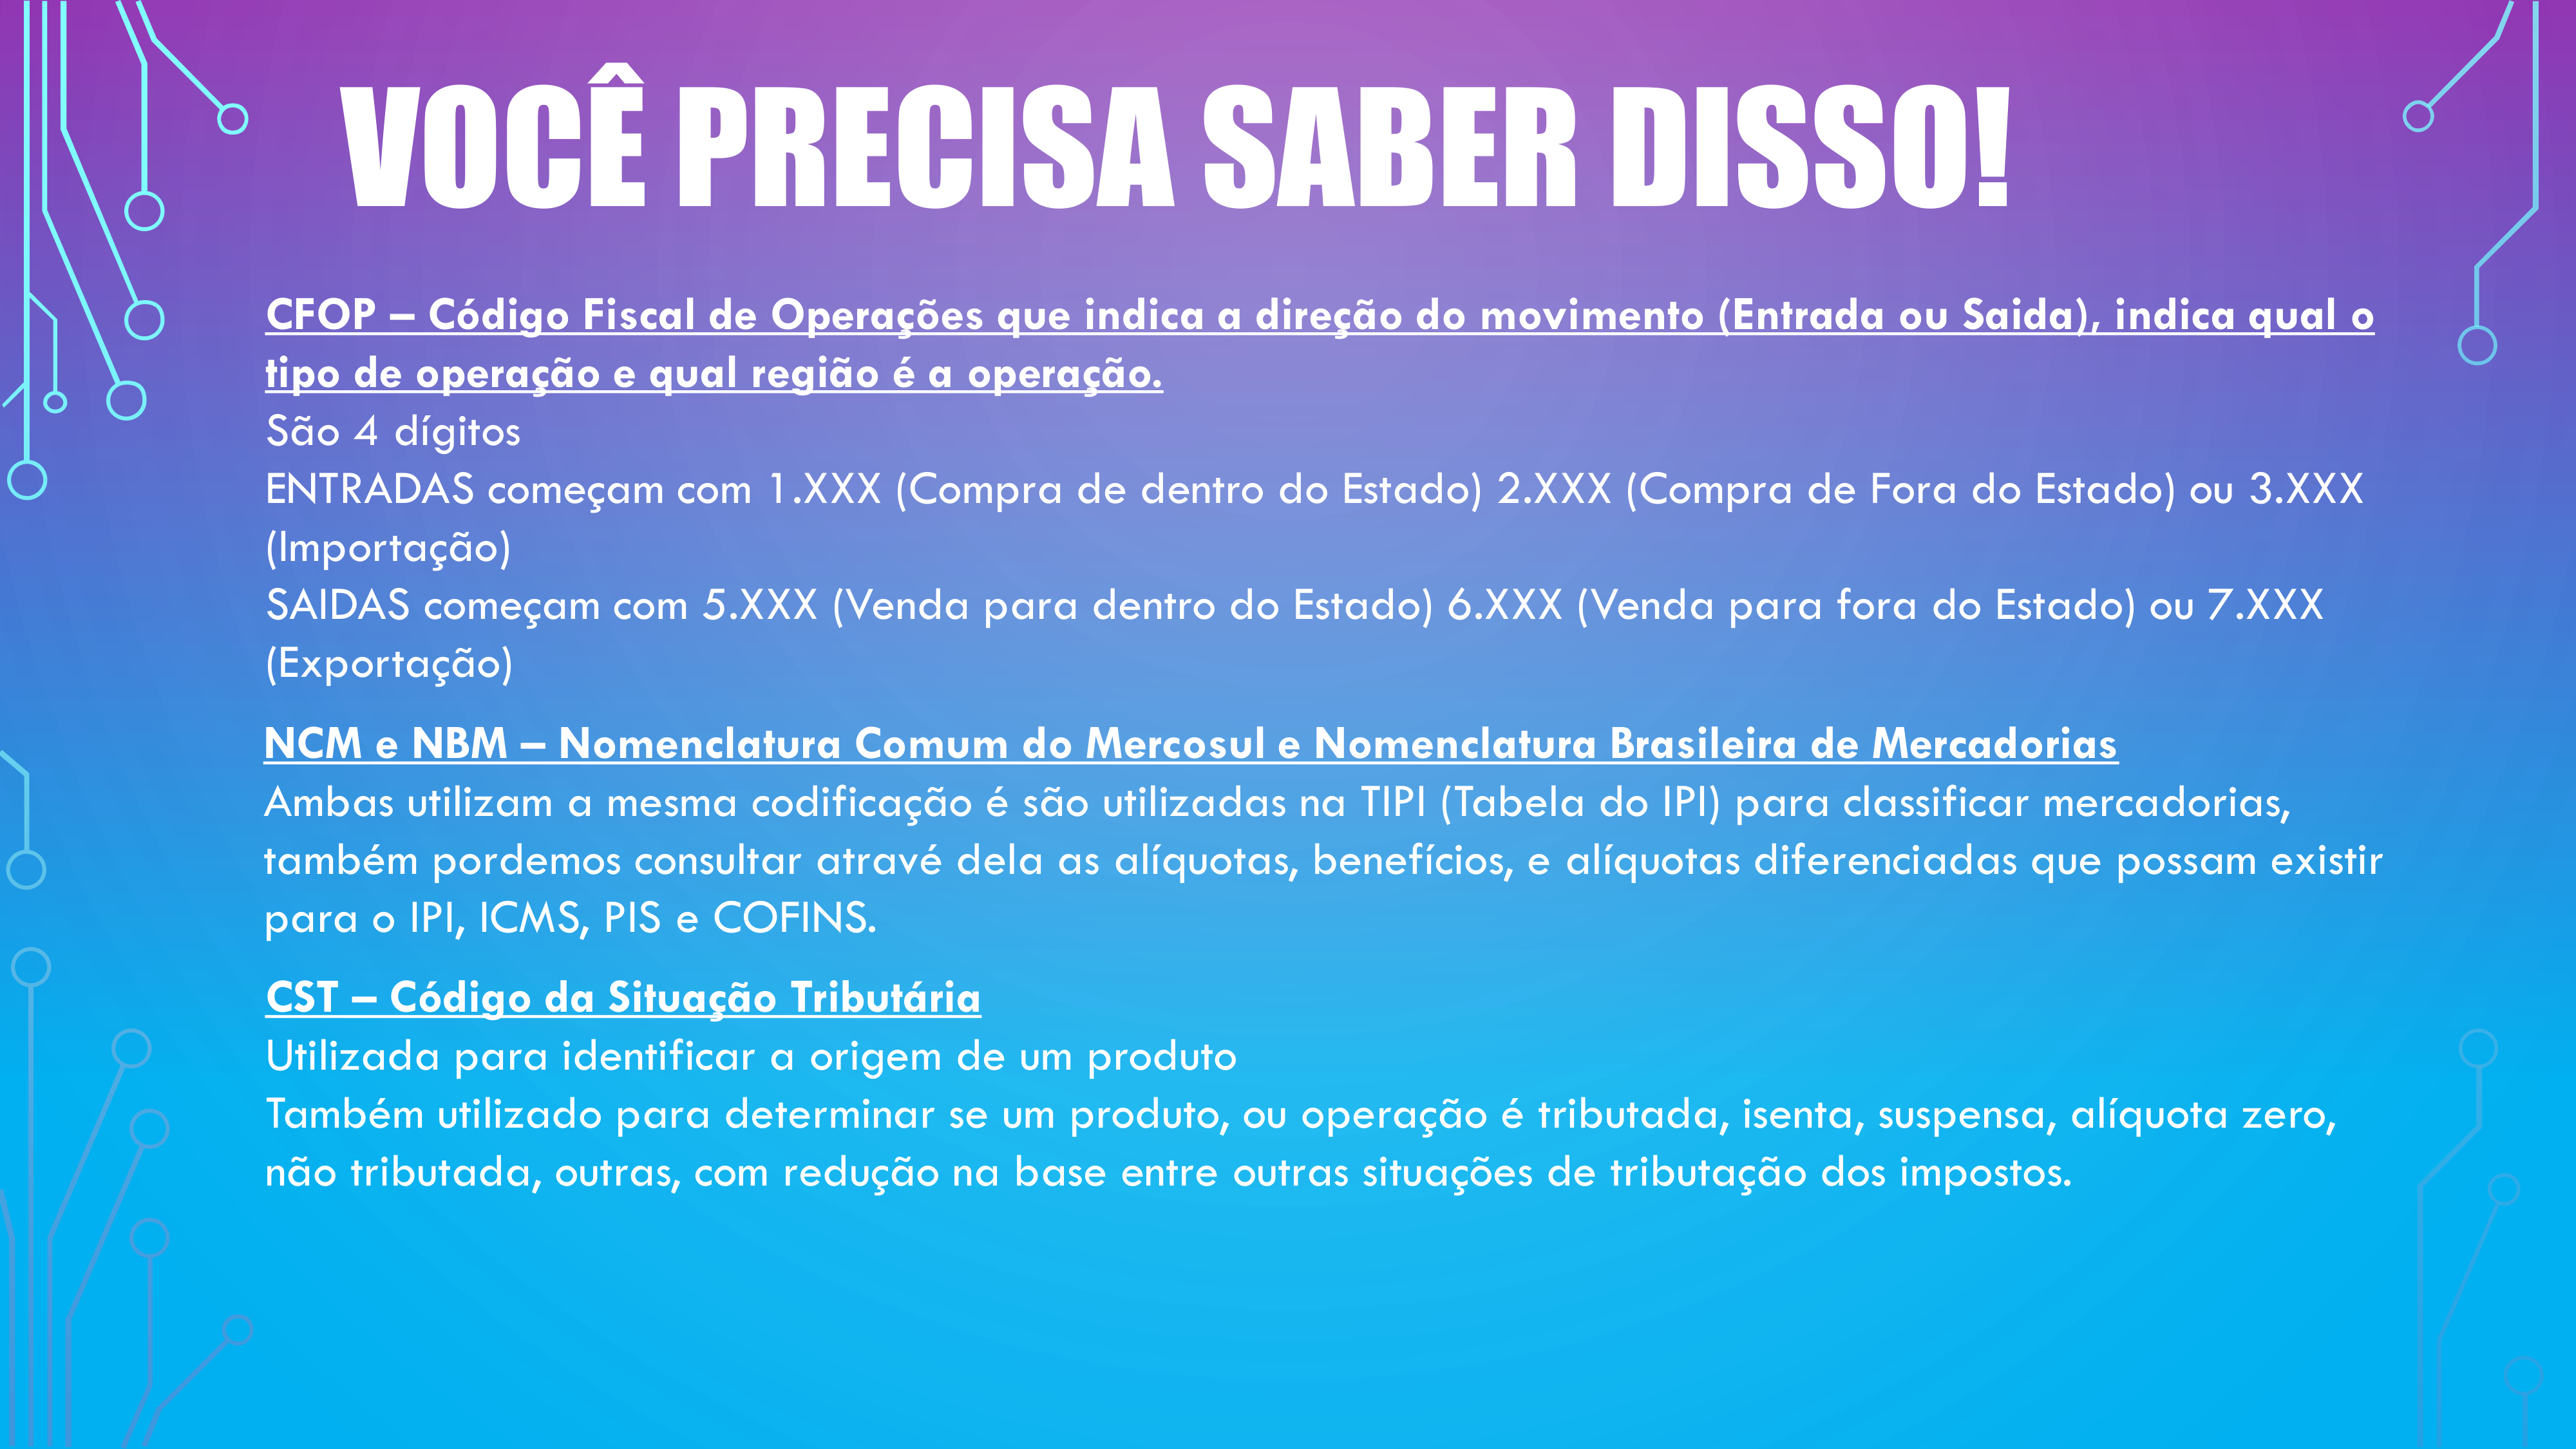 VOCÊ PRECISA SABER DISSO!
CFOP – Código Fiscal de Operações que indica a direção do movimento (Entrada ou Saida), indica qual o
tipo de operação e qual região é a operação.
São 4 dígitos
ENTRADAS começam com 1.XXX (Compra de dentro do Estado) 2.XXX (Compra de Fora do Estado) ou 3.XXX
(Importação)
SAIDAS começam com 5.XXX (Venda para dentro do Estado) 6.XXX (Venda para fora do Estado) ou 7.XXX
(Exportação)
NCM e NBM – Nomenclatura Comum do Mercosul e Nomenclatura Brasileira de Mercadorias
Ambas utilizam a mesma codificação é são utilizadas na TIPI (Tabela do IPI) para classificar mercadorias,
também pordemos consultar atravé dela as alíquotas, benefícios, e alíquotas diferenciadas que possam existir
para o IPI, ICMS, PIS e COFINS.
CST – Código da Situação Tributária
Utilizada para identificar a origem de um produto
Também utilizado para determinar se um produto, ou operação é tributada, isenta, suspensa, alíquota zero,
não tributada, outras, com redução na base entre outras situações de tributação dos impostos.